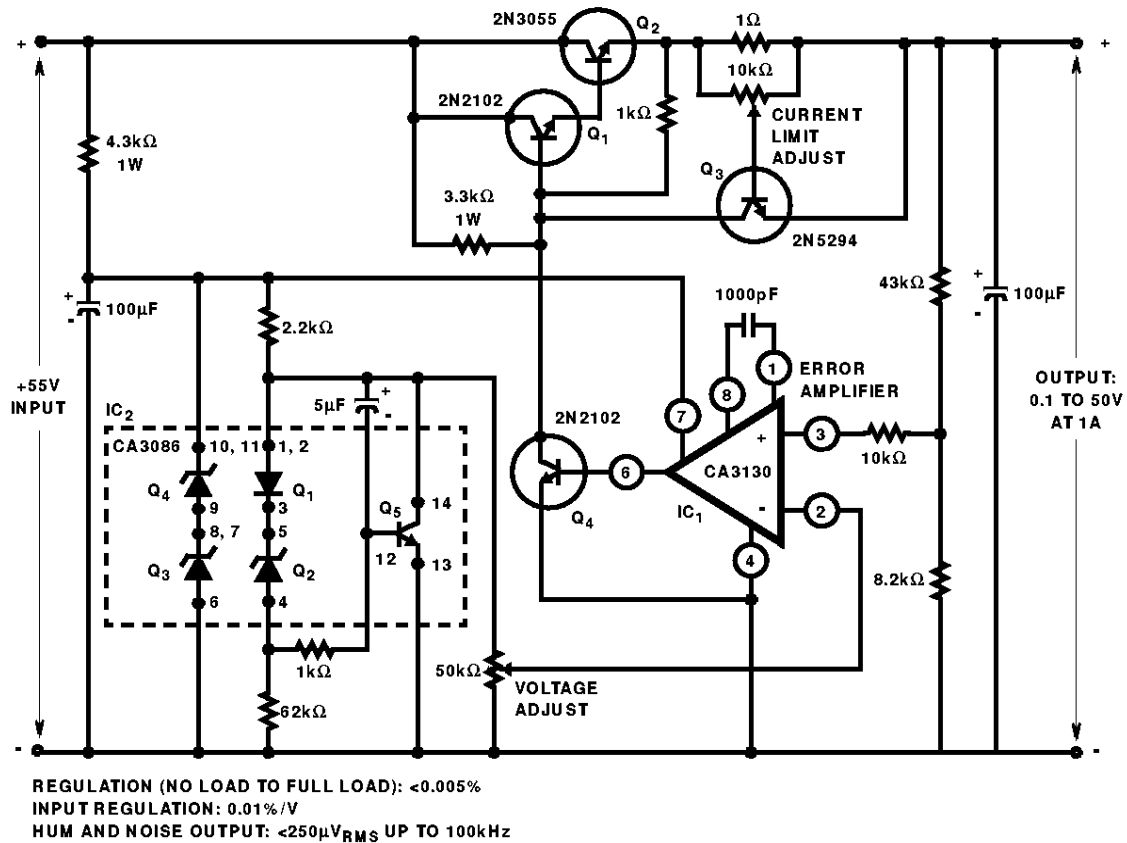 2N3055
Q2
1Ω
+
+
10kΩ
2N2102
Q1
1kΩ
CURRENT
LIMIT
ADJUST
4.3kΩ
1W
Q3
3.3kΩ
1W
2N5294
+
-
100µF
2.2kΩ
1000pF
43kΩ
+
-
100µF
+55V
INPUT
5µF
+
-
8
1
ERROR
AMPLIFIER
OUTPUT:
0.1 TO 50V
AT 1A
IC2
2N2102
7
CA3086
10, 11
1, 2
+
3
10kΩ
Q4
Q1
6
CA3130
9
3
Q5
14
Q4
IC1
-
2
8, 7
5
12
13
4
Q3
Q2
8.2kΩ
6
4
1kΩ
50kΩ
VOLTAGE
ADJUST
62kΩ
-
-
REGULATION (NO LOAD TO FULL LOAD): <0.005%
INPUT REGULATION: 0.01%/V
HUM AND NOISE OUTPUT: <250µVRMS UP TO 100kHz